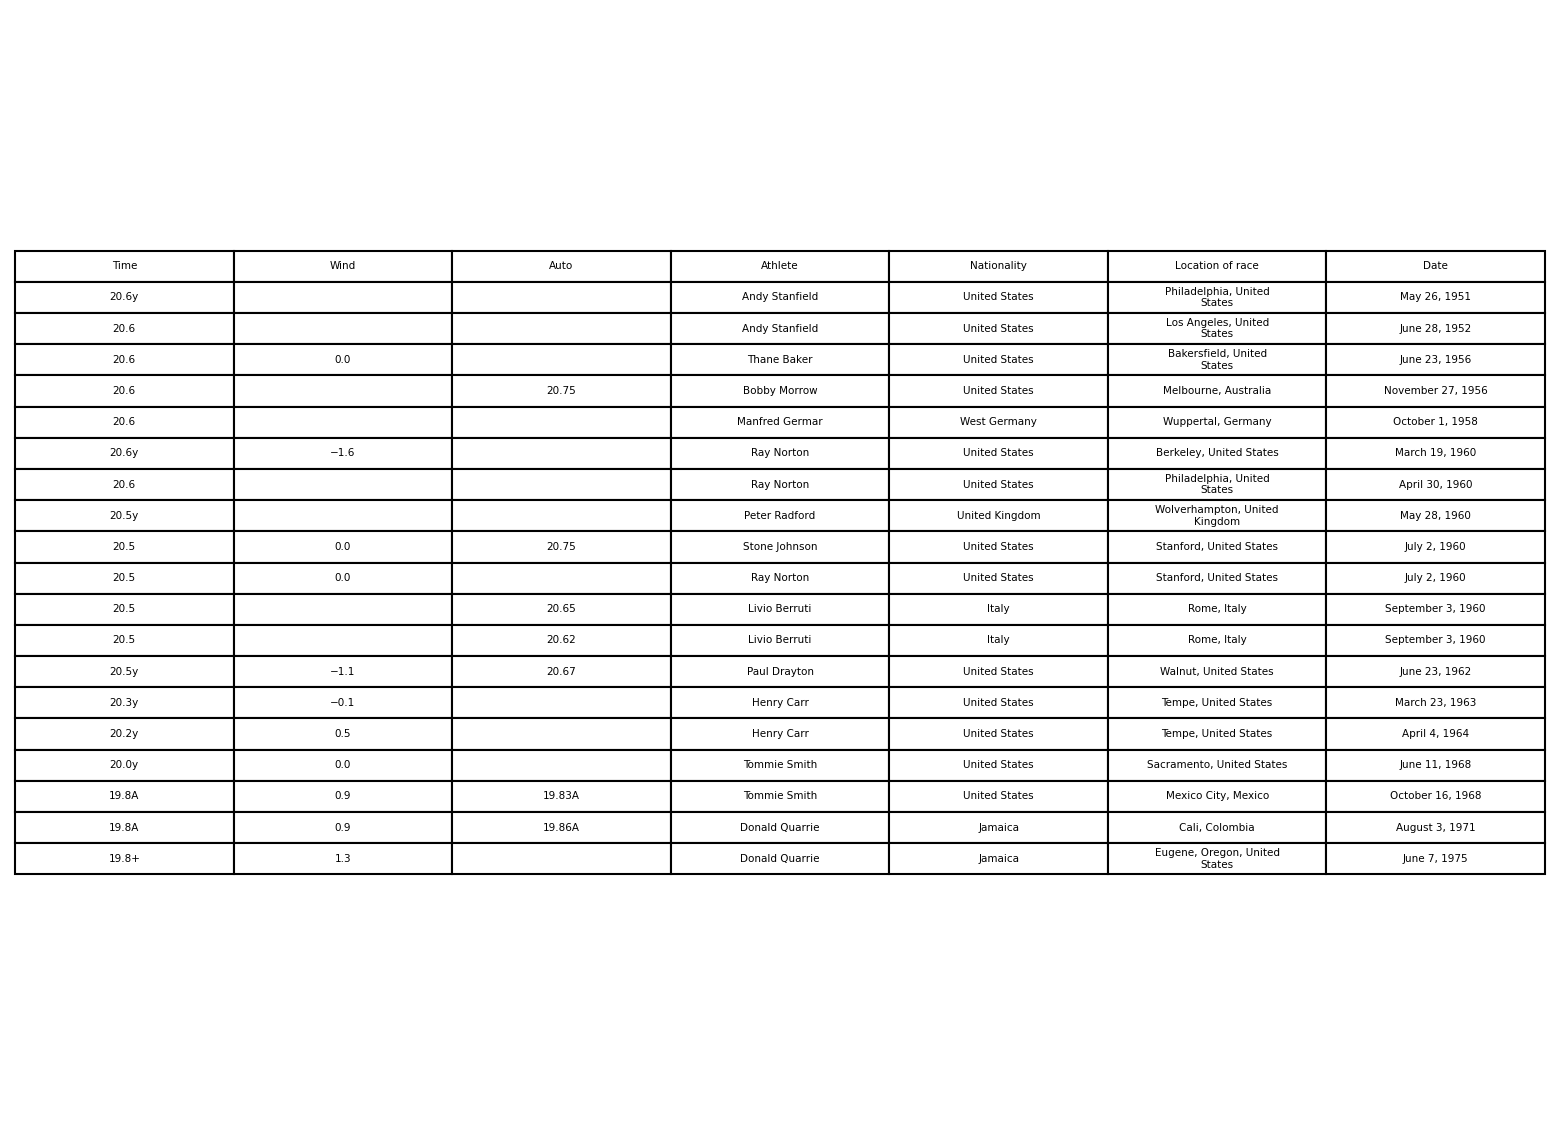 Time Wind Auto Athlete Nationality Location of race Date
20.6y Andy Stanfield United States Philadelphia, United States May 26, 1951
20.6 Andy Stanfield United States Los Angeles, United States June 28, 1952
20.6 0.0 Thane Baker United States Bakersfield, United States June 23, 1956
20.6 20.75 Bobby Morrow United States Melbourne, Australia November 27, 1956
20.6 Manfred Germar West Germany Wuppertal, Germany October 1, 1958
20.6y −1.6 Ray Norton United States Berkeley, United States March 19, 1960
20.6 Ray Norton United States Philadelphia, United States April 30, 1960
20.5y Peter Radford United Kingdom Wolverhampton, United Kingdom May 28, 1960
20.5 0.0 20.75 Stone Johnson United States Stanford, United States July 2, 1960
20.5 0.0 Ray Norton United States Stanford, United States July 2, 1960
20.5 20.65 Livio Berruti Italy Rome, Italy September 3, 1960
20.5 20.62 Livio Berruti Italy Rome, Italy September 3, 1960
20.5y −1.1 20.67 Paul Drayton United States Walnut, United States June 23, 1962
20.3y −0.1 Henry Carr United States Tempe, United States March 23, 1963
20.2y 0.5 Henry Carr United States Tempe, United States April 4, 1964
20.0y 0.0 Tommie Smith United States Sacramento, United States June 11, 1968
19.8A 0.9 19.83A Tommie Smith United States Mexico City, Mexico October 16, 1968
19.8A 0.9 19.86A Donald Quarrie Jamaica Cali, Colombia August 3, 1971
19.8+ 1.3 Donald Quarrie Jamaica Eugene, Oregon, United States June 7, 1975